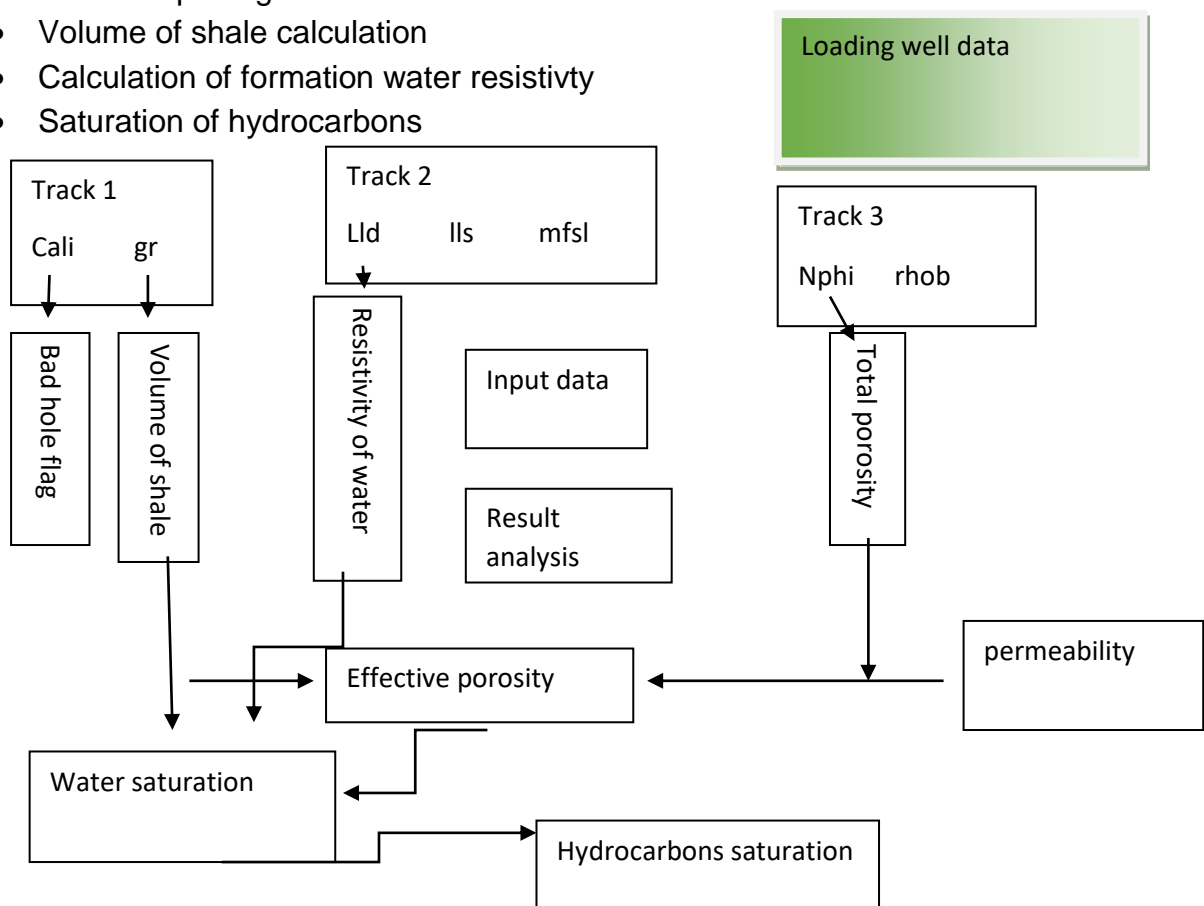 • Volume of shale calculation
• Calculation of formation water resistivty
• Saturation of hydrocarbons
Loading well data
Track 1
Cali gr
Track 2
Lld lls mfsl
Track 3
Nphi rhob
Bad hole flag
Volume of shale
Resistivity of water
Input data
Result
analysis
Total porosity
permeability
Effective porosity
Water saturation
Hydrocarbons saturation